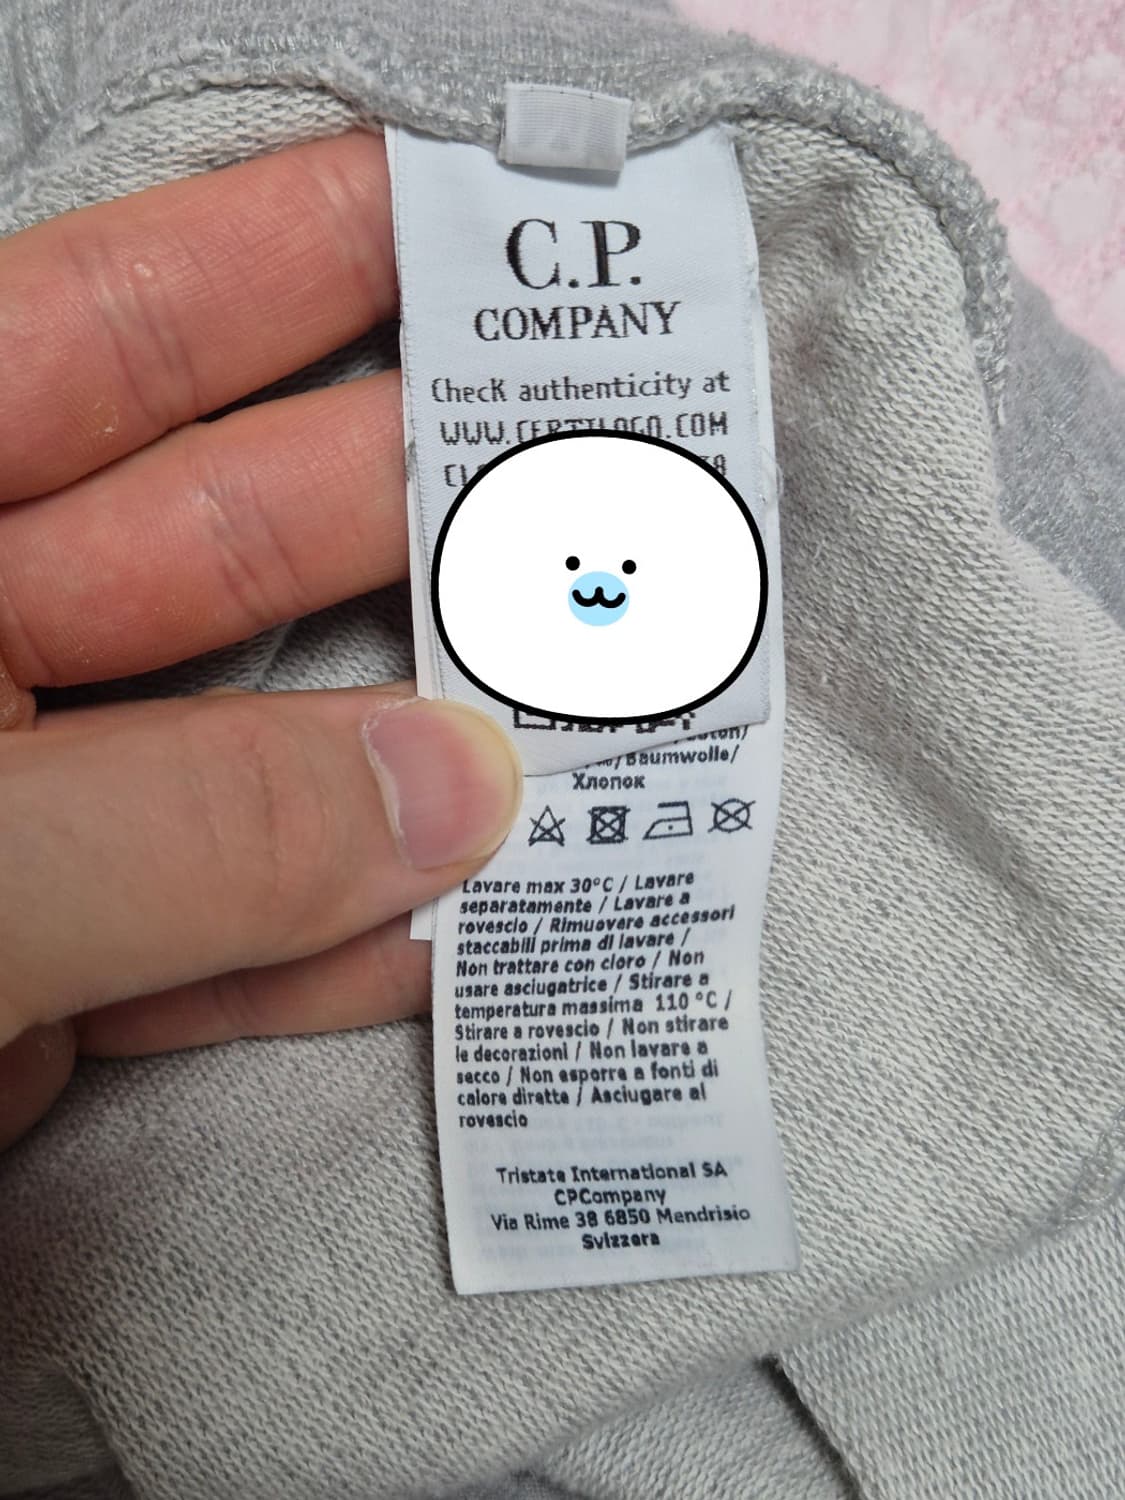 C.P.
COMPANY
Check authenticity at
WWW.CERTILOGO.COM
/Baumwolle/
Хлопок
Lavare max 30°C / Lavare
separatamente / Lavare a
rovescio / Rimuovere accessori
staccabili prima di lavare /
Non trattare con cloro / Non
usare asciugatrice / Stirare a
temperatura massima 110 °C /
Stirare a rovescio / Non stirare
le decorazioni / Non lavare a
secco / Non esporre a fonti di
calore dirette / Asciugare al
rovescio
Tristate International SA
CPCompany
Via Rime 38 6850 Mendrisio
Svizzera